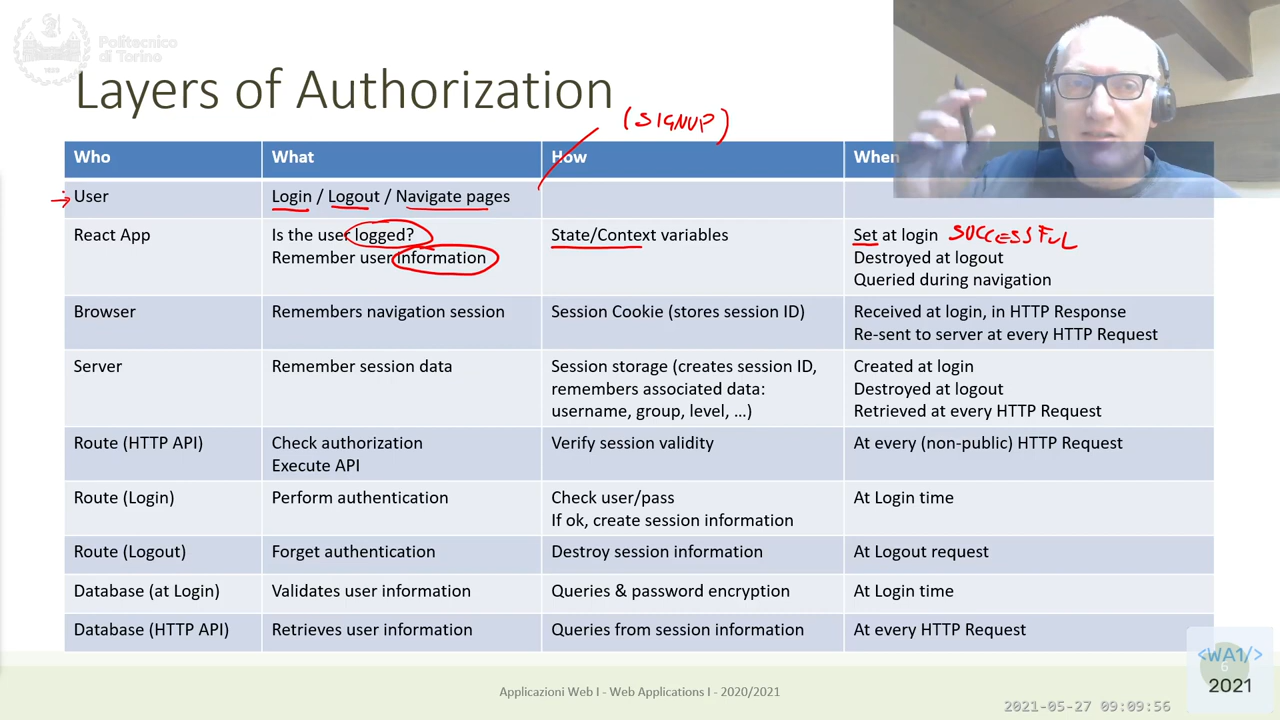 Politecnico
di Torino
Layers of Authorization
(SIGNUP)
Who What How When
User Login / Logout / Navigate pages
React App Is the user logged? State/Context variables Set at login SUCCESSFUL
Remember user information Destroyed at logout
Queried during navigation
Browser Remembers navigation session Session Cookie (stores session ID) Received at login, in HTTP Response
Re-sent to server at every HTTP Request
Server Remember session data Session storage (creates session ID, Created at login
remembers associated data: Destroyed at logout
username, group, level, …) Retrieved at every HTTP Request
Route (HTTP API) Check authorization Verify session validity At every (non-public) HTTP Request
Execute API
Route (Login) Perform authentication Check user/pass At Login time
If ok, create session information
Route (Logout) Forget authentication Destroy session information At Logout request
Database (at Login) Validates user information Queries & password encryption At Login time
Database (HTTP API) Retrieves user information Queries from session information At every HTTP Request
<WA1/>
6
2021
Applicazioni Web I - Web Applications I - 2020/2021
2021-05-27 09:09:56